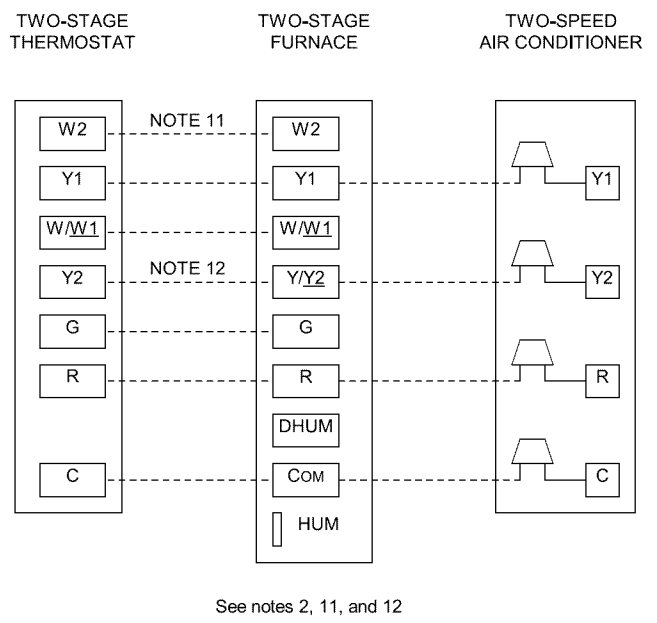 TWO-STAGE THERMOSTAT
TWO-STAGE FURNACE
TWO-SPEED AIR CONDITIONER
W2 NOTE 11 W2
Y1 Y1 Y1
W/W1 W/W1
Y2 NOTE 12 Y/Y2 Y2
G G
R R R
DHUM
C COM C
HUM
See notes 2, 11, and 12